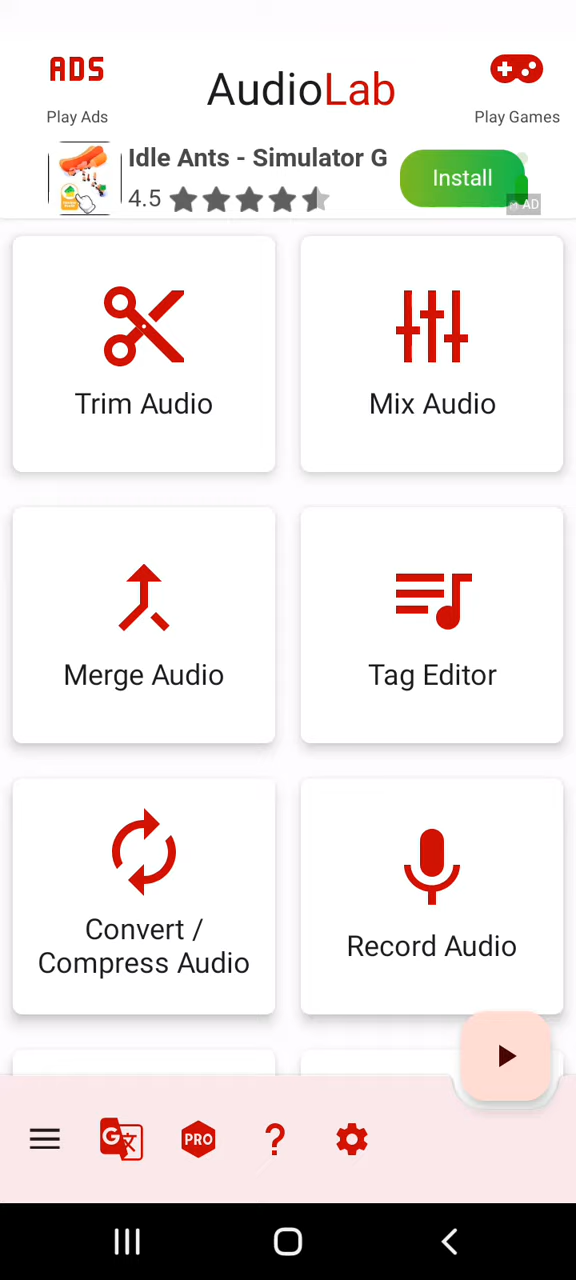 ADS
AudioLab
Play Ads
Play Games
Idle Ants - Simulator G
4.5
Install
AD
Trim Audio
Mix Audio
Merge Audio
Tag Editor
Convert /
Compress Audio
Record Audio
G 文
PRO
?